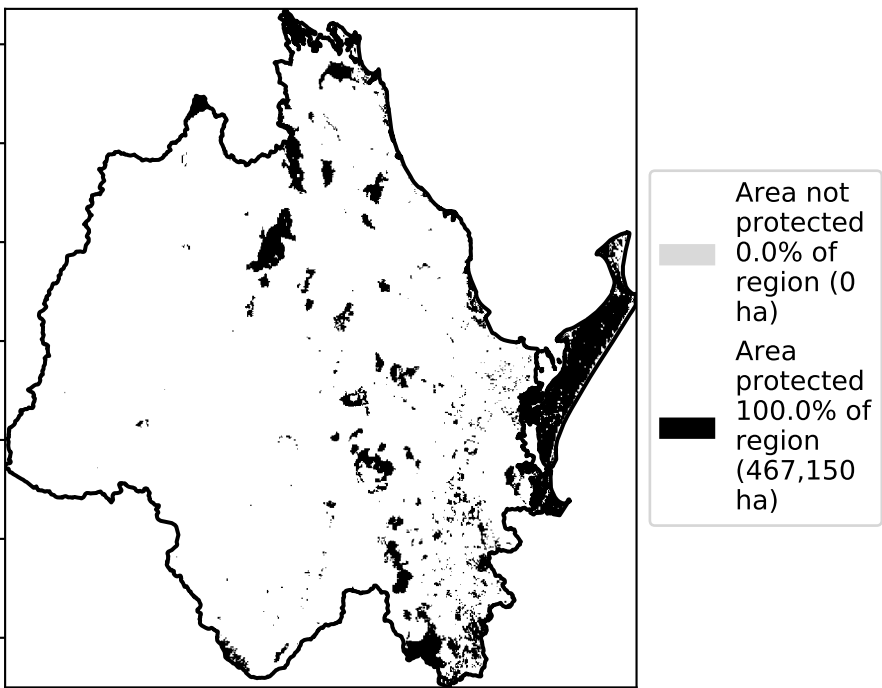 Area not
protected
0.0% of
region (0
ha)
Area
protected
100.0% of
region
(467,150
ha)